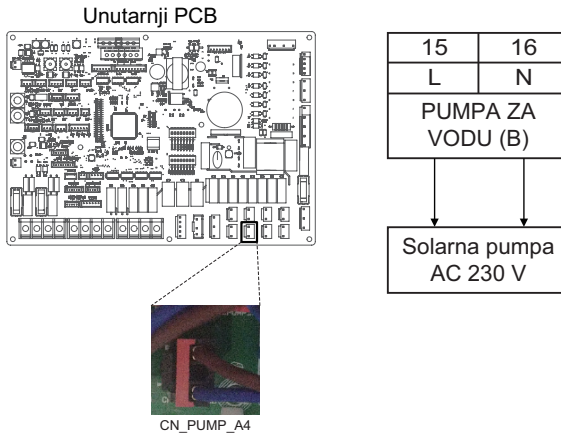 Unutarnji PCB
15 16
L N
PUMPA ZA
VODU (B)
Solarna pumpa
AC 230 V
CN_PUMP_A4